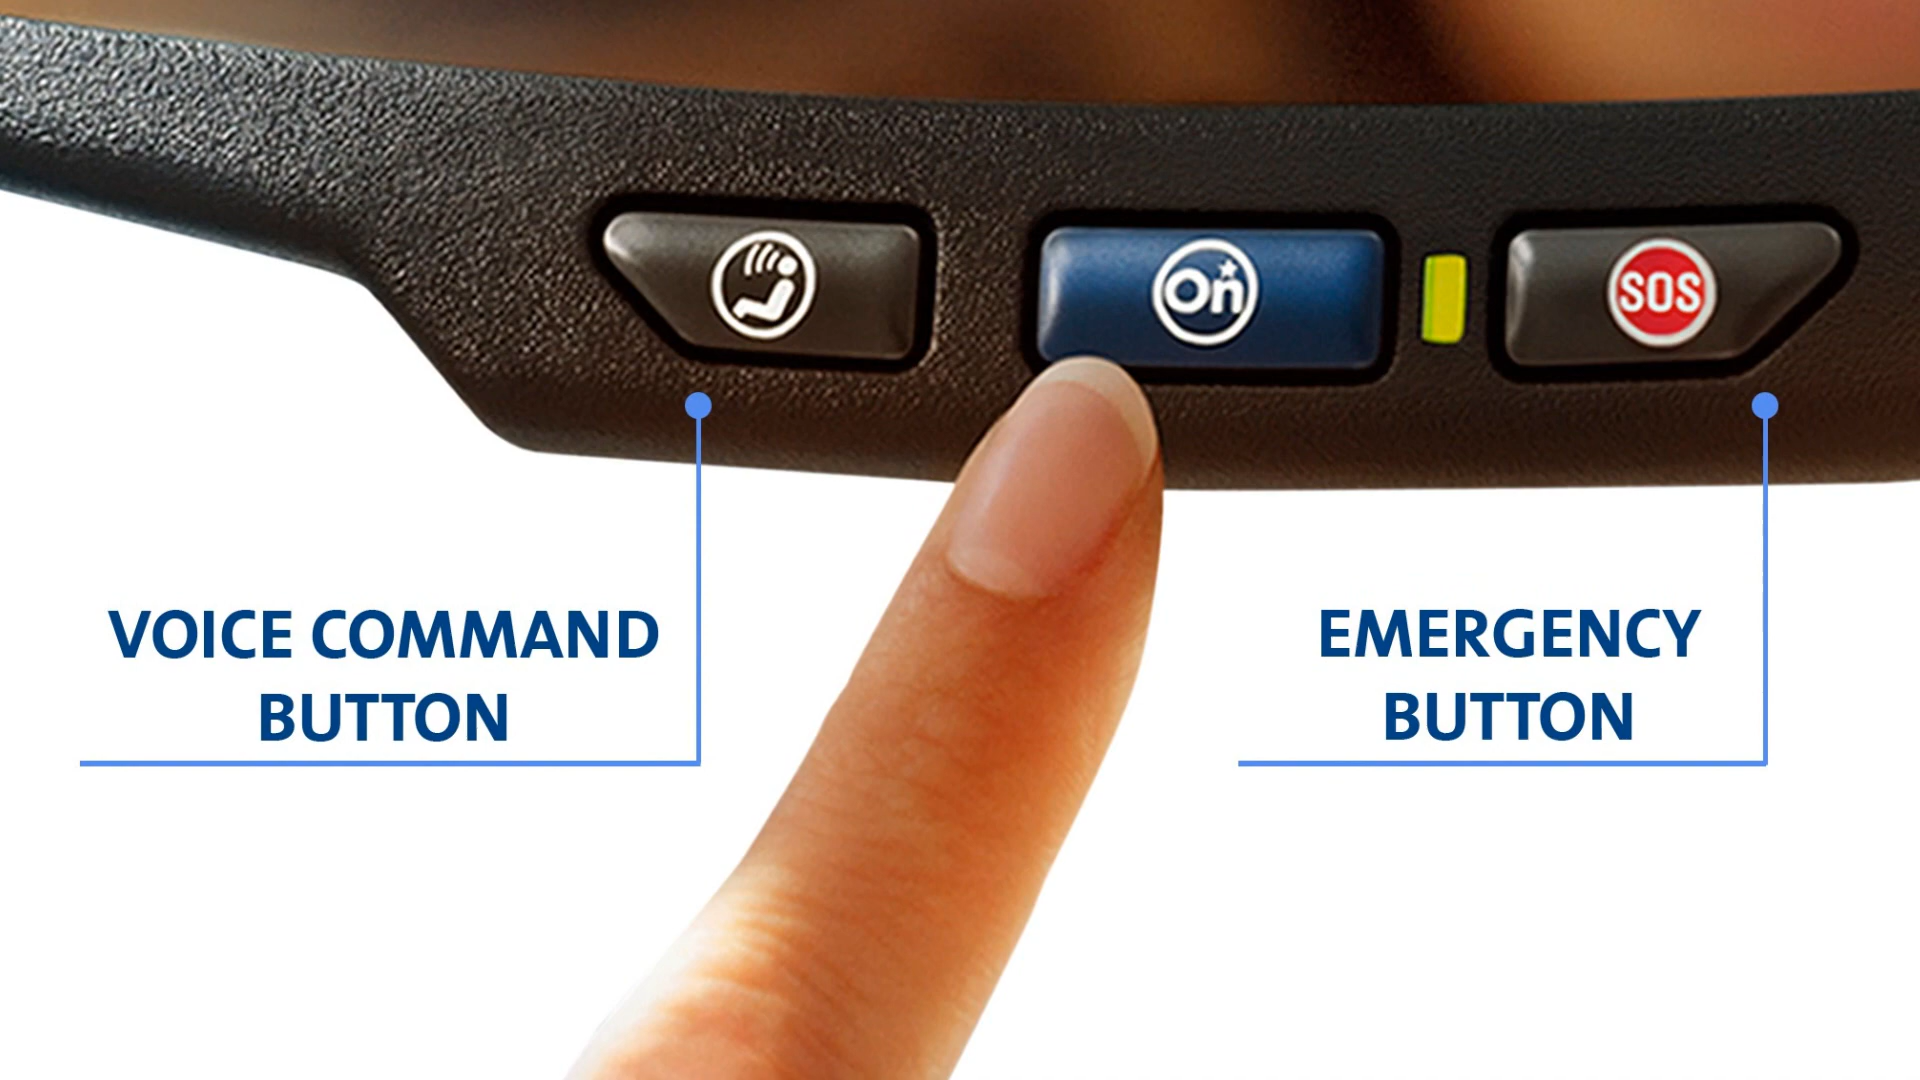 On
SOS
VOICE COMMAND
BUTTON
EMERGENCY
BUTTON